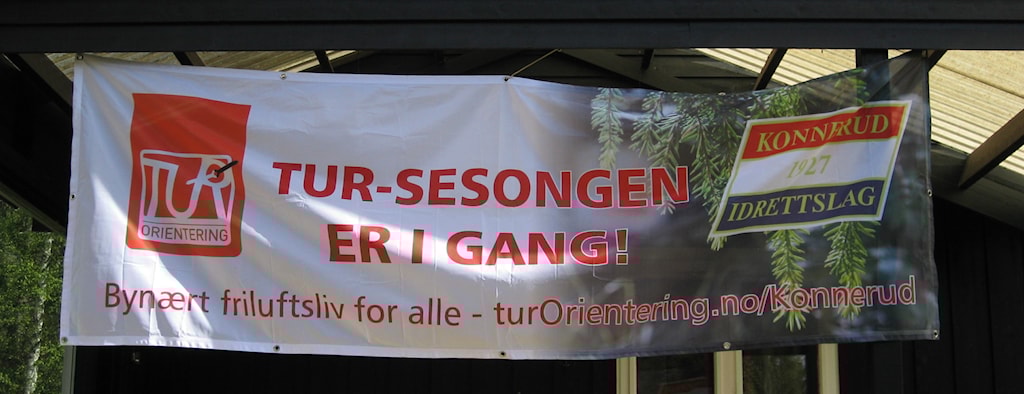 TUR
ORIENTERING
TUR-SESONGEN
ER I GANG!
Bynært friluftsliv for alle - turOrientering.no/Konnerud
KONNERUD
1927
IDRETTSLAG